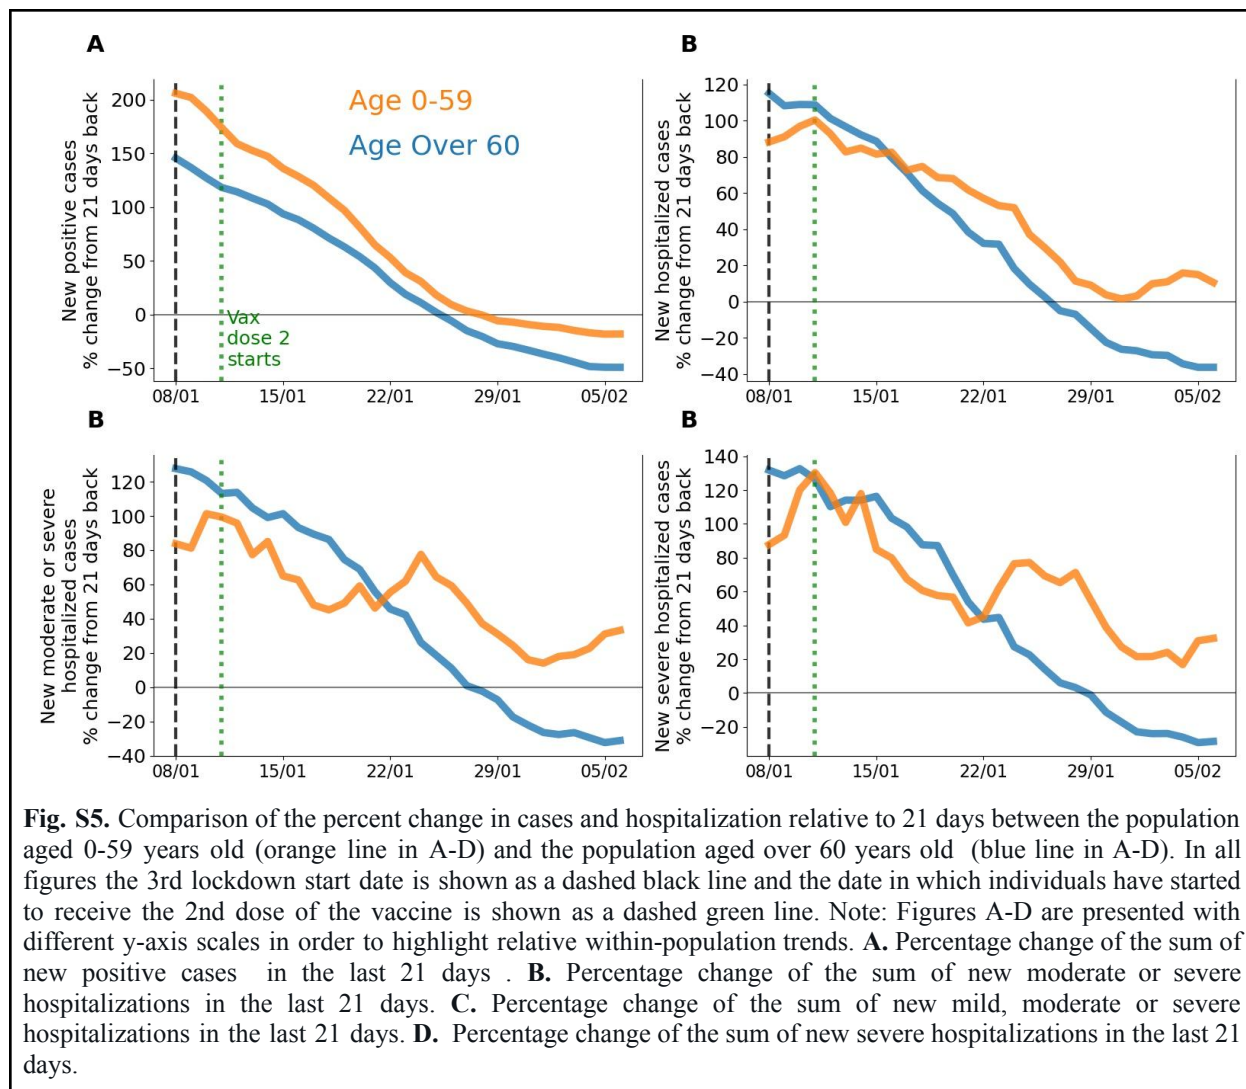 A
New positive cases
% change from 21 days back
200
150
100
50
0
−50
Age 0-59
Age Over 60
Vax
dose 2
starts
08/01 15/01 22/01 29/01 05/02
B
New hospitalized cases
% change from 21 days back
120
100
80
60
40
20
0
−20
−40
08/01 15/01 22/01 29/01 05/02
B
New moderate or severe
hospitalized cases
% change from 21 days back
120
100
80
60
40
20
0
−20
−40
08/01 15/01 22/01 29/01 05/02
B
New severe hospitalized cases
% change from 21 days back
140
120
100
80
60
40
20
0
−20
08/01 15/01 22/01 29/01 05/02
Fig. S5. Comparison of the percent change in cases and hospitalization relative to 21 days between the population
aged 0-59 years old (orange line in A-D) and the population aged over 60 years old (blue line in A-D). In all
figures the 3rd lockdown start date is shown as a dashed black line and the date in which individuals have started
to receive the 2nd dose of the vaccine is shown as a dashed green line. Note: Figures A-D are presented with
different y-axis scales in order to highlight relative within-population trends. A. Percentage change of the sum of
new positive cases in the last 21 days . B. Percentage change of the sum of new moderate or severe
hospitalizations in the last 21 days. C. Percentage change of the sum of new mild, moderate or severe
hospitalizations in the last 21 days. D. Percentage change of the sum of new severe hospitalizations in the last 21
days.